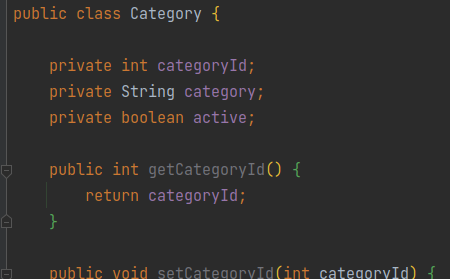 public class Category {
private int categoryId;
private String category;
private boolean active;
public int getCategoryId() {
return categoryId;
}
public void setCategoryId(int categoryId) {